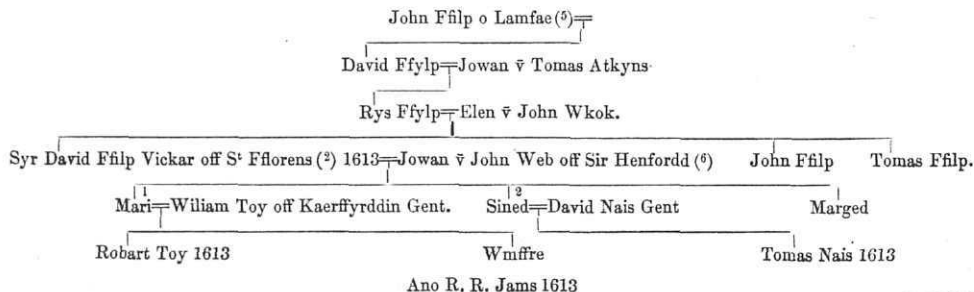 John Ffilp o Lamfae (⁵)
David Ffylp Jowan v̄ Tomas Atkyns
Rys Ffylp Elen v̄ John Wkok.
Syr David Ffilp Vickar off Sᵗ Fflorens (²) 1613 Jowan v̄ John Web off Sir Henfordd (⁶) John Ffilp Tomas Ffilp.
1 2
Mari Wiliam Toy off Kaerffyrddin Gent. Sined David Nais Gent Marged
Robart Toy 1613 Wmffre Tomas Nais 1613
Ano R. R. Jams 1613